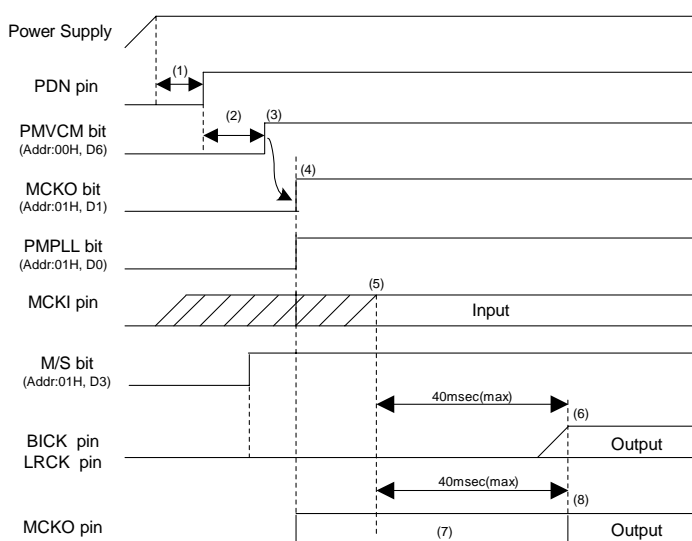 Power Supply
(1)
PDN pin
(2)
(3)
PMVCM bit
(Addr:00H, D6)
(4)
MCKO bit
(Addr:01H, D1)
PMPLL bit
(Addr:01H, D0)
(5)
MCKI pin
Input
M/S bit
(Addr:01H, D3)
40msec(max)
(6)
BICK pin
Output
LRCK pin
40msec(max)
(8)
MCKO pin
(7)
Output